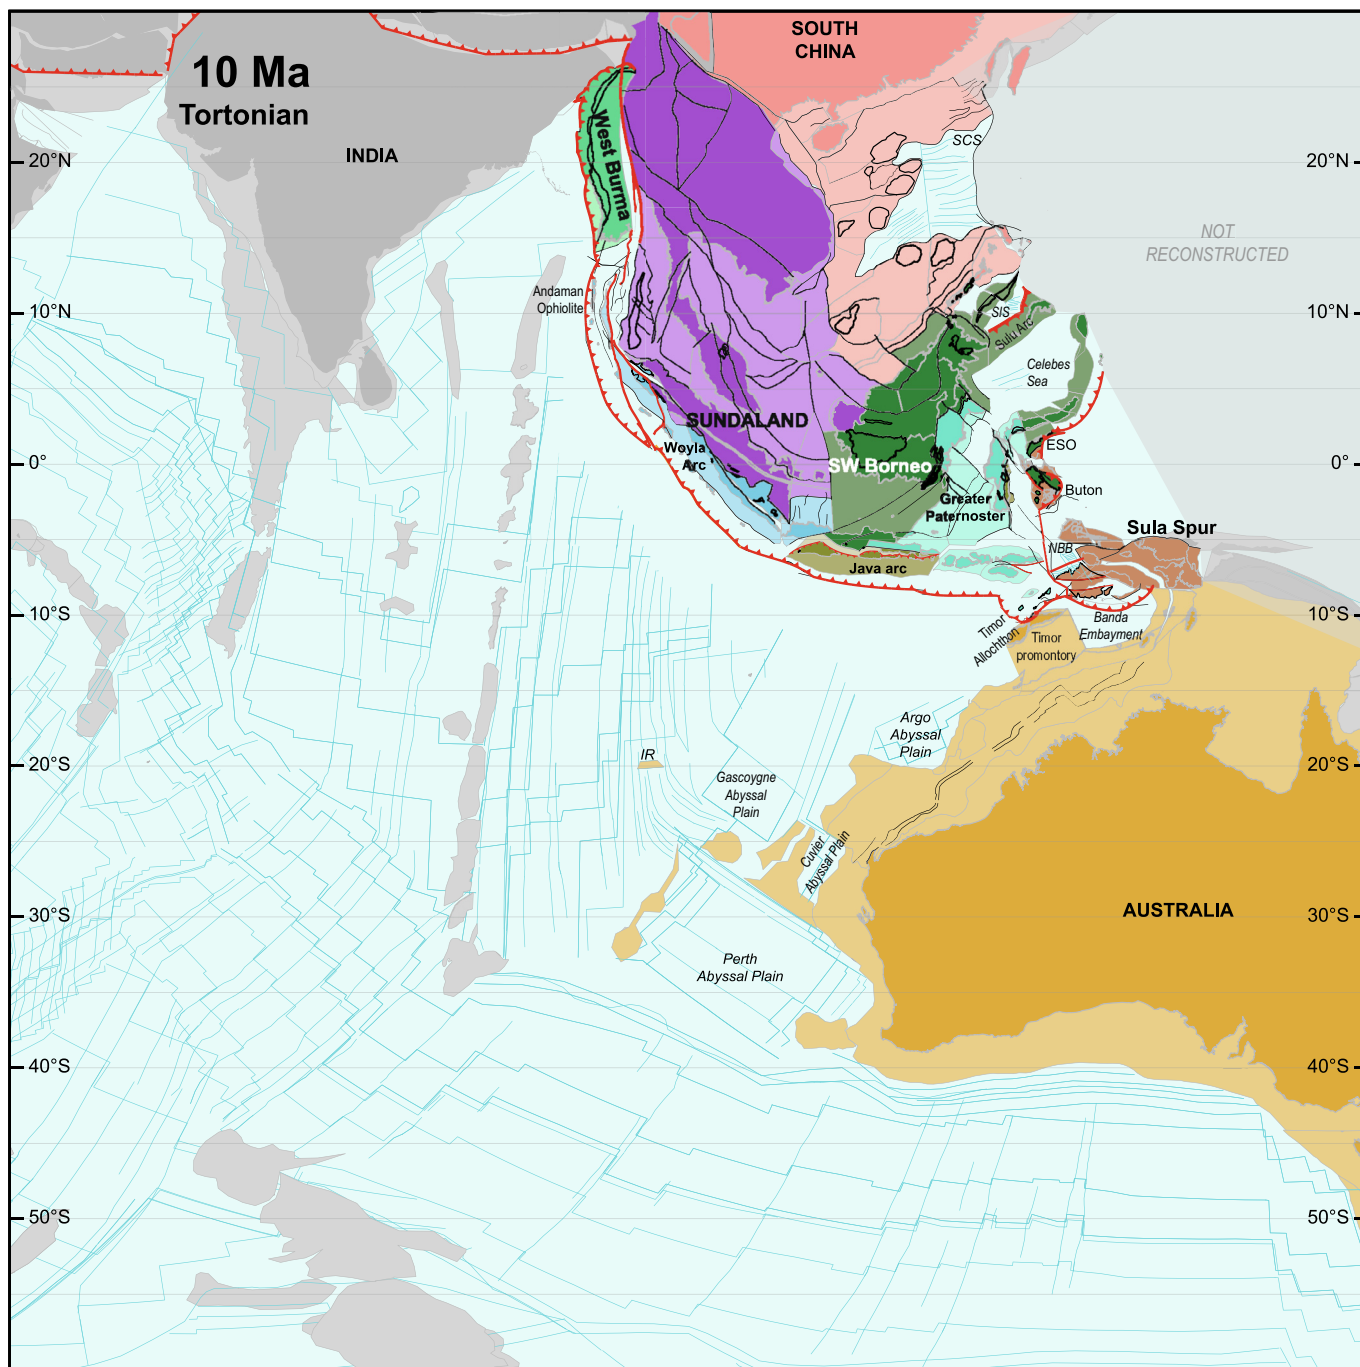 SOUTH
CHINA
10 Ma
Tortonian
INDIA
West Burma
SCS
20°N
20°N
NOT
RECONSTRUCTED
Andaman
Ophiolite
10°N
10°N
SIS
Sulu Arc
Celebes
Sea
SUNDALAND
Woyla
Arc
0°
0°
SW Borneo
ESO
Buton
Greater
Paternoster
Sula Spur
NBB
Java arc
10°S
10°S
Timor
Allochthon
Timor
promontory
Banda
Embayment
Argo
Abyssal
Plain
IR
20°S
20°S
Gascoygne
Abyssal
Plain
Cuvier
Abyssal Plain
30°S
AUSTRALIA
30°S
Perth
Abyssal Plain
40°S
40°S
50°S
50°S